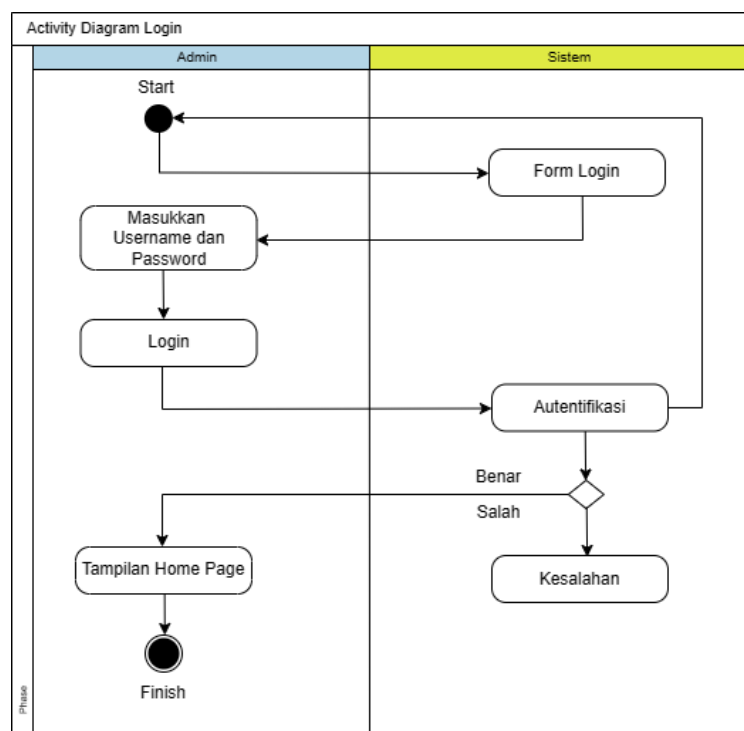 Activity Diagram Login
Admin
Sistem
Start
Form Login
Masukkan
Username dan
Password
Login
Autentifikasi
Benar
Salah
Tampilan Home Page
Kesalahan
Finish
Phase